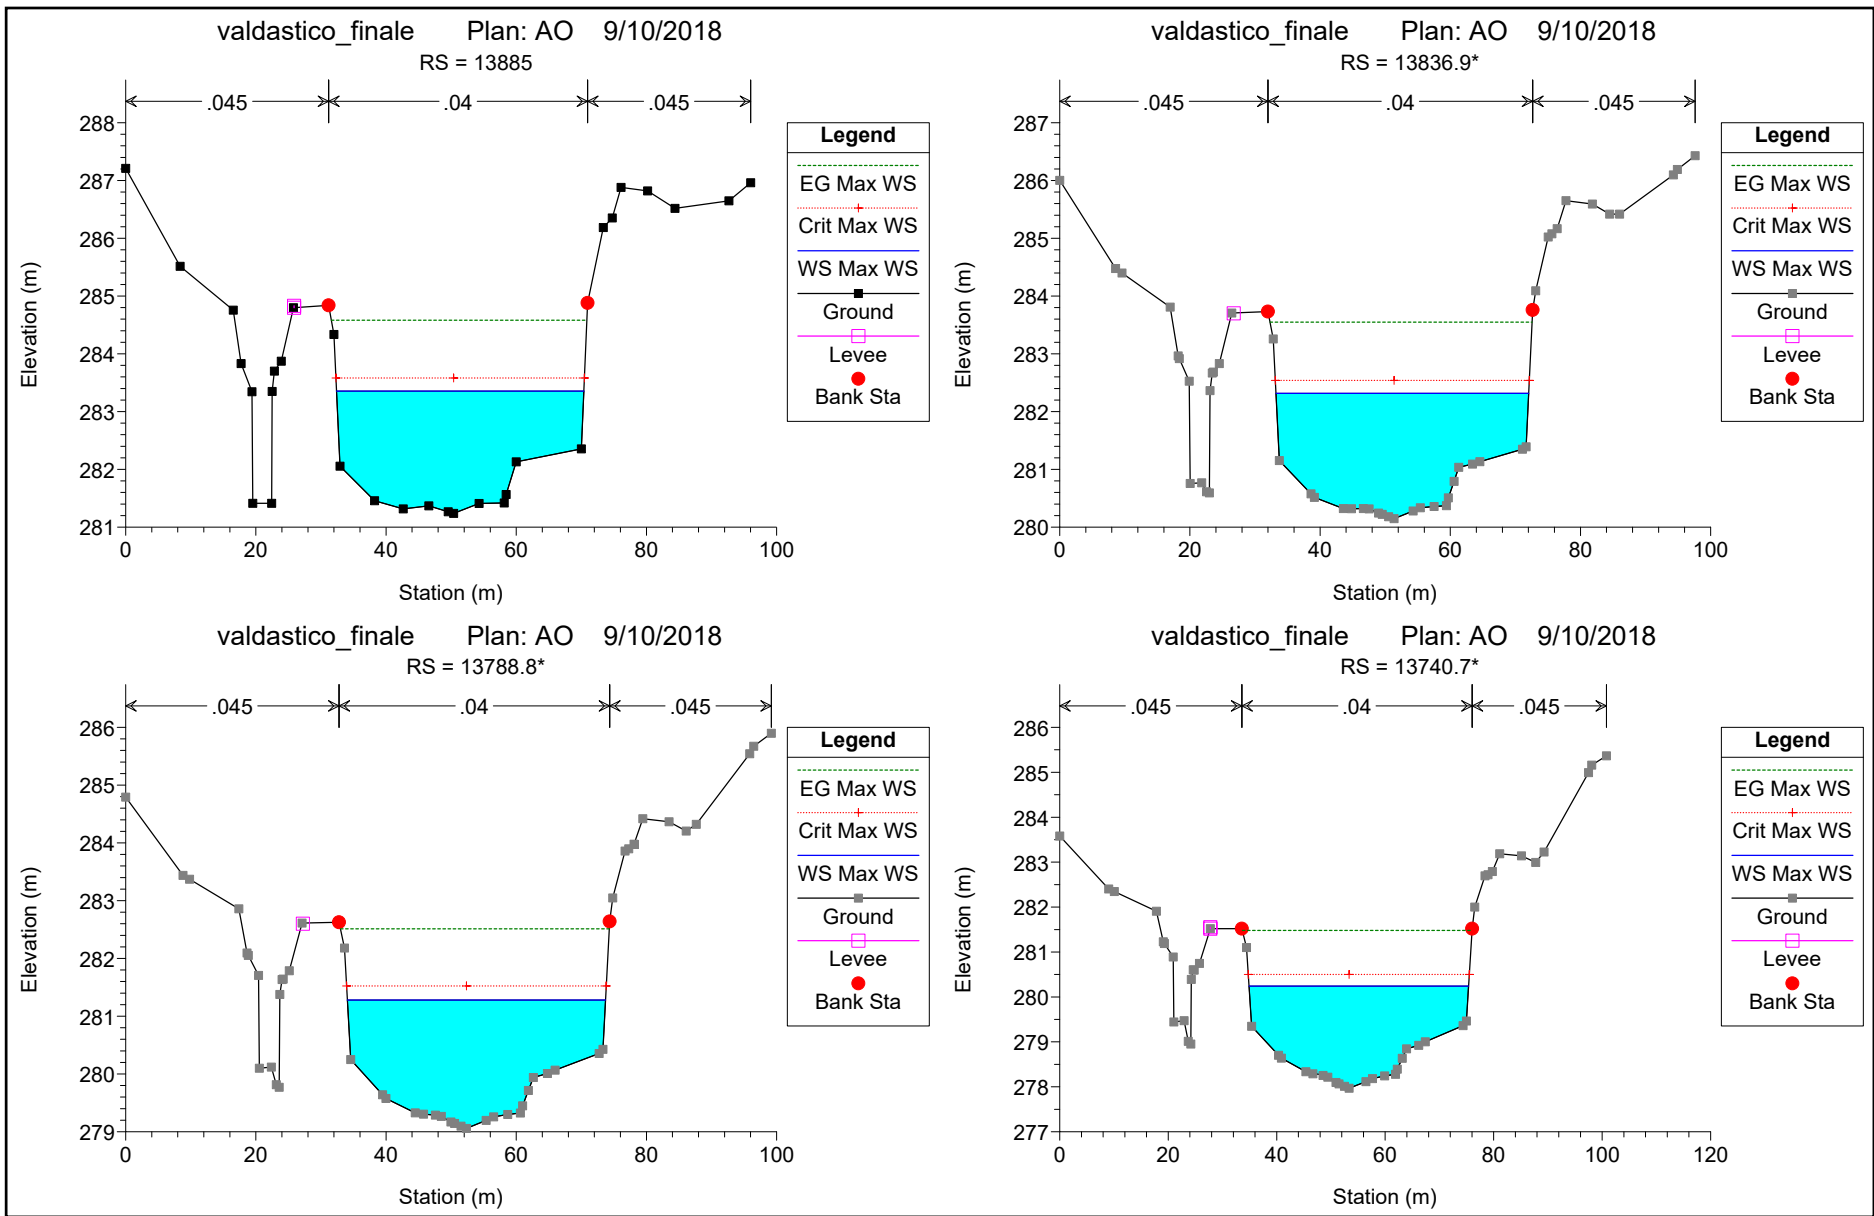 valdastico_finale Plan: AO 9/10/2018
RS = 13885
.045 .04 .045
288
287
286
285
284
283
282
281
0 20 40 60 80 100
Station (m)
Elevation (m)
Legend
EG Max WS
Crit Max WS
WS Max WS
Ground
Levee
Bank Sta
valdastico_finale Plan: AO 9/10/2018
RS = 13836.9*
.045 .04 .045
287
286
285
284
283
282
281
280
0 20 40 60 80 100
Station (m)
Elevation (m)
Legend
EG Max WS
Crit Max WS
WS Max WS
Ground
Levee
Bank Sta
valdastico_finale Plan: AO 9/10/2018
RS = 13788.8*
.045 .04 .045
286
285
284
283
282
281
280
279
0 20 40 60 80 100
Station (m)
Elevation (m)
Legend
EG Max WS
Crit Max WS
WS Max WS
Ground
Levee
Bank Sta
valdastico_finale Plan: AO 9/10/2018
RS = 13740.7*
.045 .04 .045
286
285
284
283
282
281
280
279
278
277
0 20 40 60 80 100 120
Station (m)
Elevation (m)
Legend
EG Max WS
Crit Max WS
WS Max WS
Ground
Levee
Bank Sta